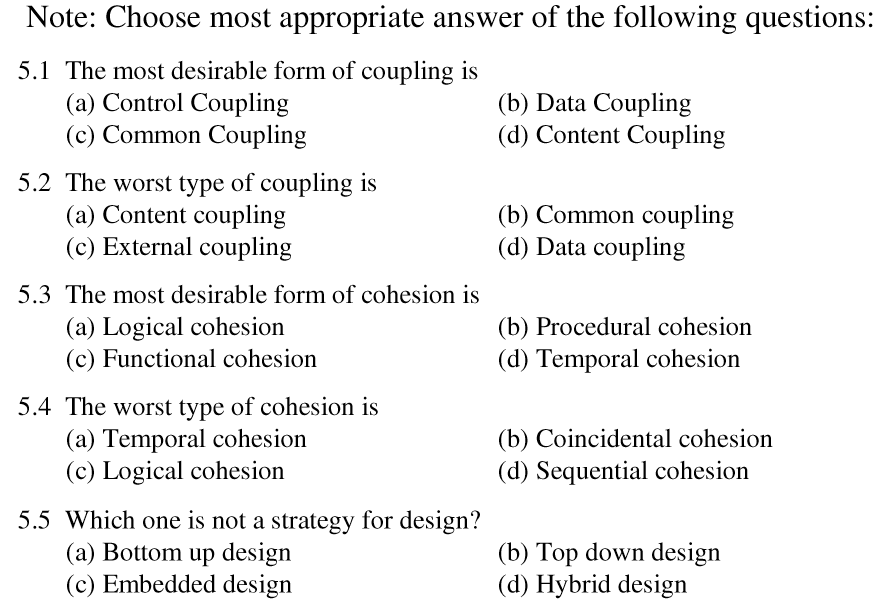 Note: Choose most appropriate answer of the following questions:
5.1 The most desirable form of coupling is
(a) Control Coupling (b) Data Coupling
(c) Common Coupling (d) Content Coupling
5.2 The worst type of coupling is
(a) Content coupling (b) Common coupling
(c) External coupling (d) Data coupling
5.3 The most desirable form of cohesion is
(a) Logical cohesion (b) Procedural cohesion
(c) Functional cohesion (d) Temporal cohesion
5.4 The worst type of cohesion is
(a) Temporal cohesion (b) Coincidental cohesion
(c) Logical cohesion (d) Sequential cohesion
5.5 Which one is not a strategy for design?
(a) Bottom up design (b) Top down design
(c) Embedded design (d) Hybrid design